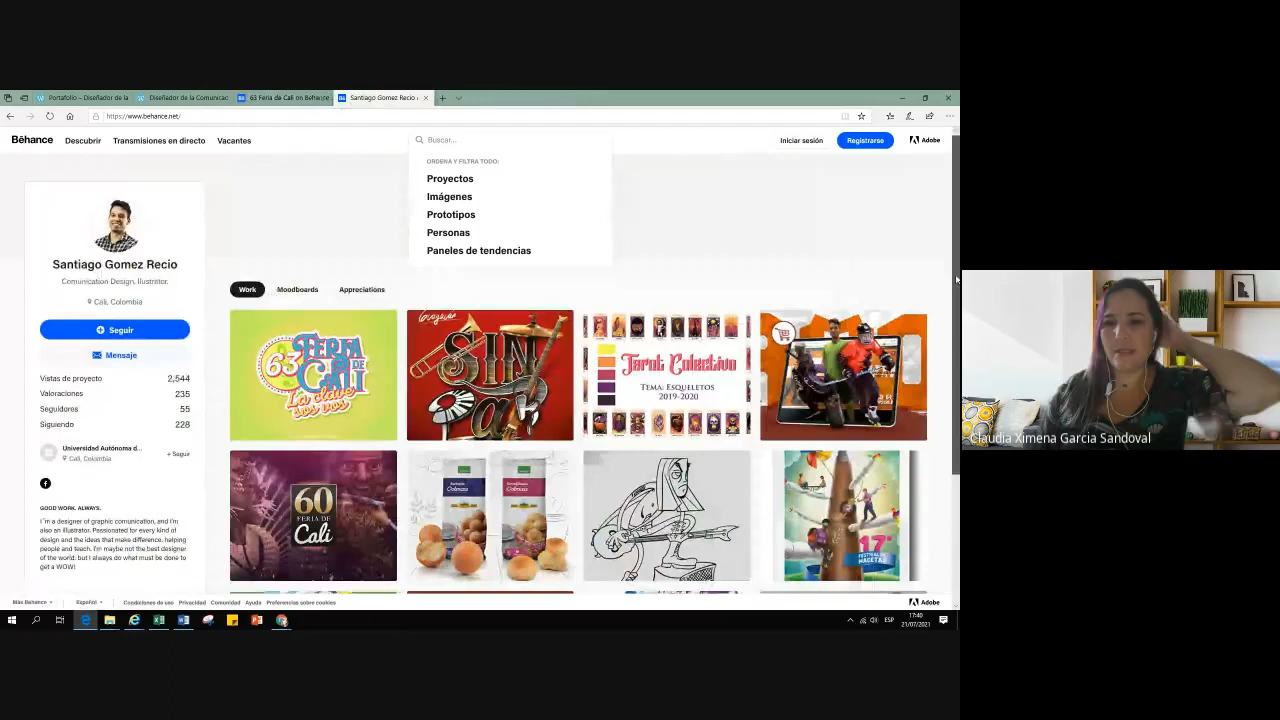 Portafolio – Diseñador de la
Diseñador de la Comunicac
63 Feria de Cali on Behance
Santiago Gomez Recio
https://www.behance.net/
Bēhance
Descubrir
Transmisiones en directo
Vacantes
Buscar...
Iniciar sesión
Registrarse
Adobe
ORDENA Y FILTRA TODO:
Proyectos
Imágenes
Prototipos
Personas
Paneles de tendencias
Santiago Gomez Recio
Comunication Design, Ilustrator.
Cali, Colombia
Seguir
Mensaje
Vistas de proyecto 2,544
Valoraciones 235
Seguidores 55
Siguiendo 228
Universidad Autónoma d...
Cali, Colombia
+ Seguir
GOOD WORK. ALWAYS.
I´m a designer of graphic comunication, and I'm
also an illustrator. Passionated for every kind of
design and the ideas that make difference, helping
people and teach. I'm maybe not the best designer
of the world, but I always do what must be done to
get a WOW!
Work
Moodboards
Appreciations
63 FERIA
DE CALI
La clave
sos vos
SIN
Tarot Colectivo
TEMA: ESQUELETOS
2019-2020
60
FERIA DE
Cali
17º
FESTIVAL
MACETA
Más Behance
Español
Condiciones de uso
Privacidad
Comunidad
Ayuda
Preferencias sobre cookies
Adobe
ESP
17:40
21/07/2021
Claudia Ximena Garcia Sandoval